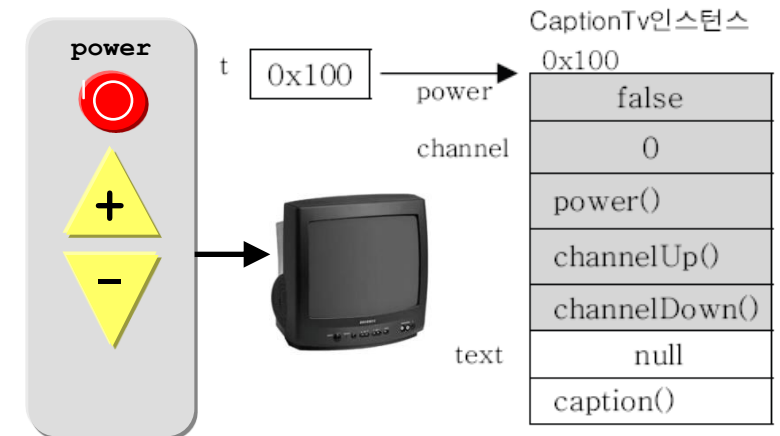 power
+
-
t
0x100
CaptionTv인스턴스
0x100
power
false
channel
0
power()
channelUp()
channelDown()
text
null
caption()